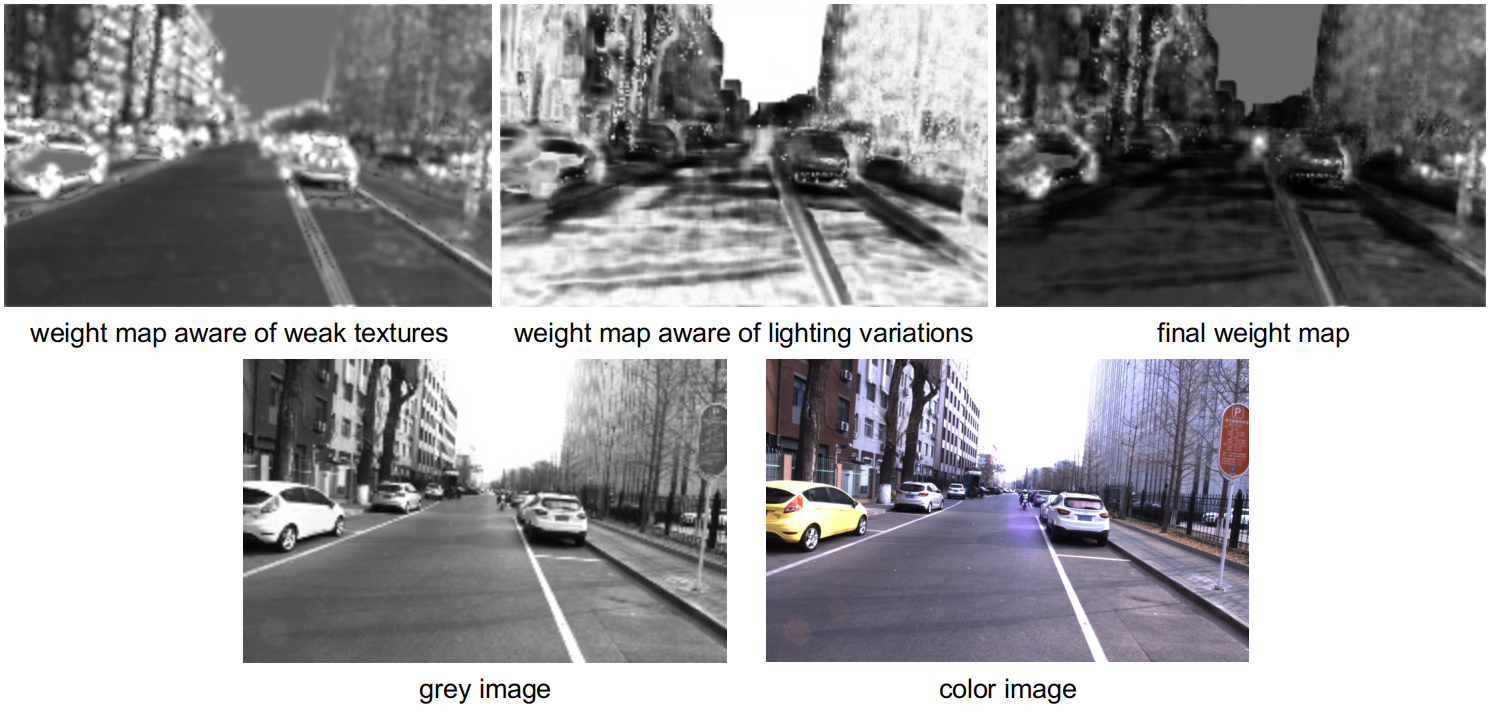 weight map aware of weak textures
weight map aware of lighting variations
final weight map
P
grey image
color image